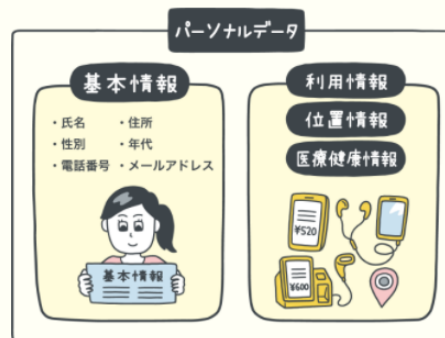 パーソナルデータ
基本情報
・氏名 ・住所
・性別 ・年代
・電話番号 ・メールアドレス
基本情報
利用情報
位置情報
医療健康情報
¥520
¥600